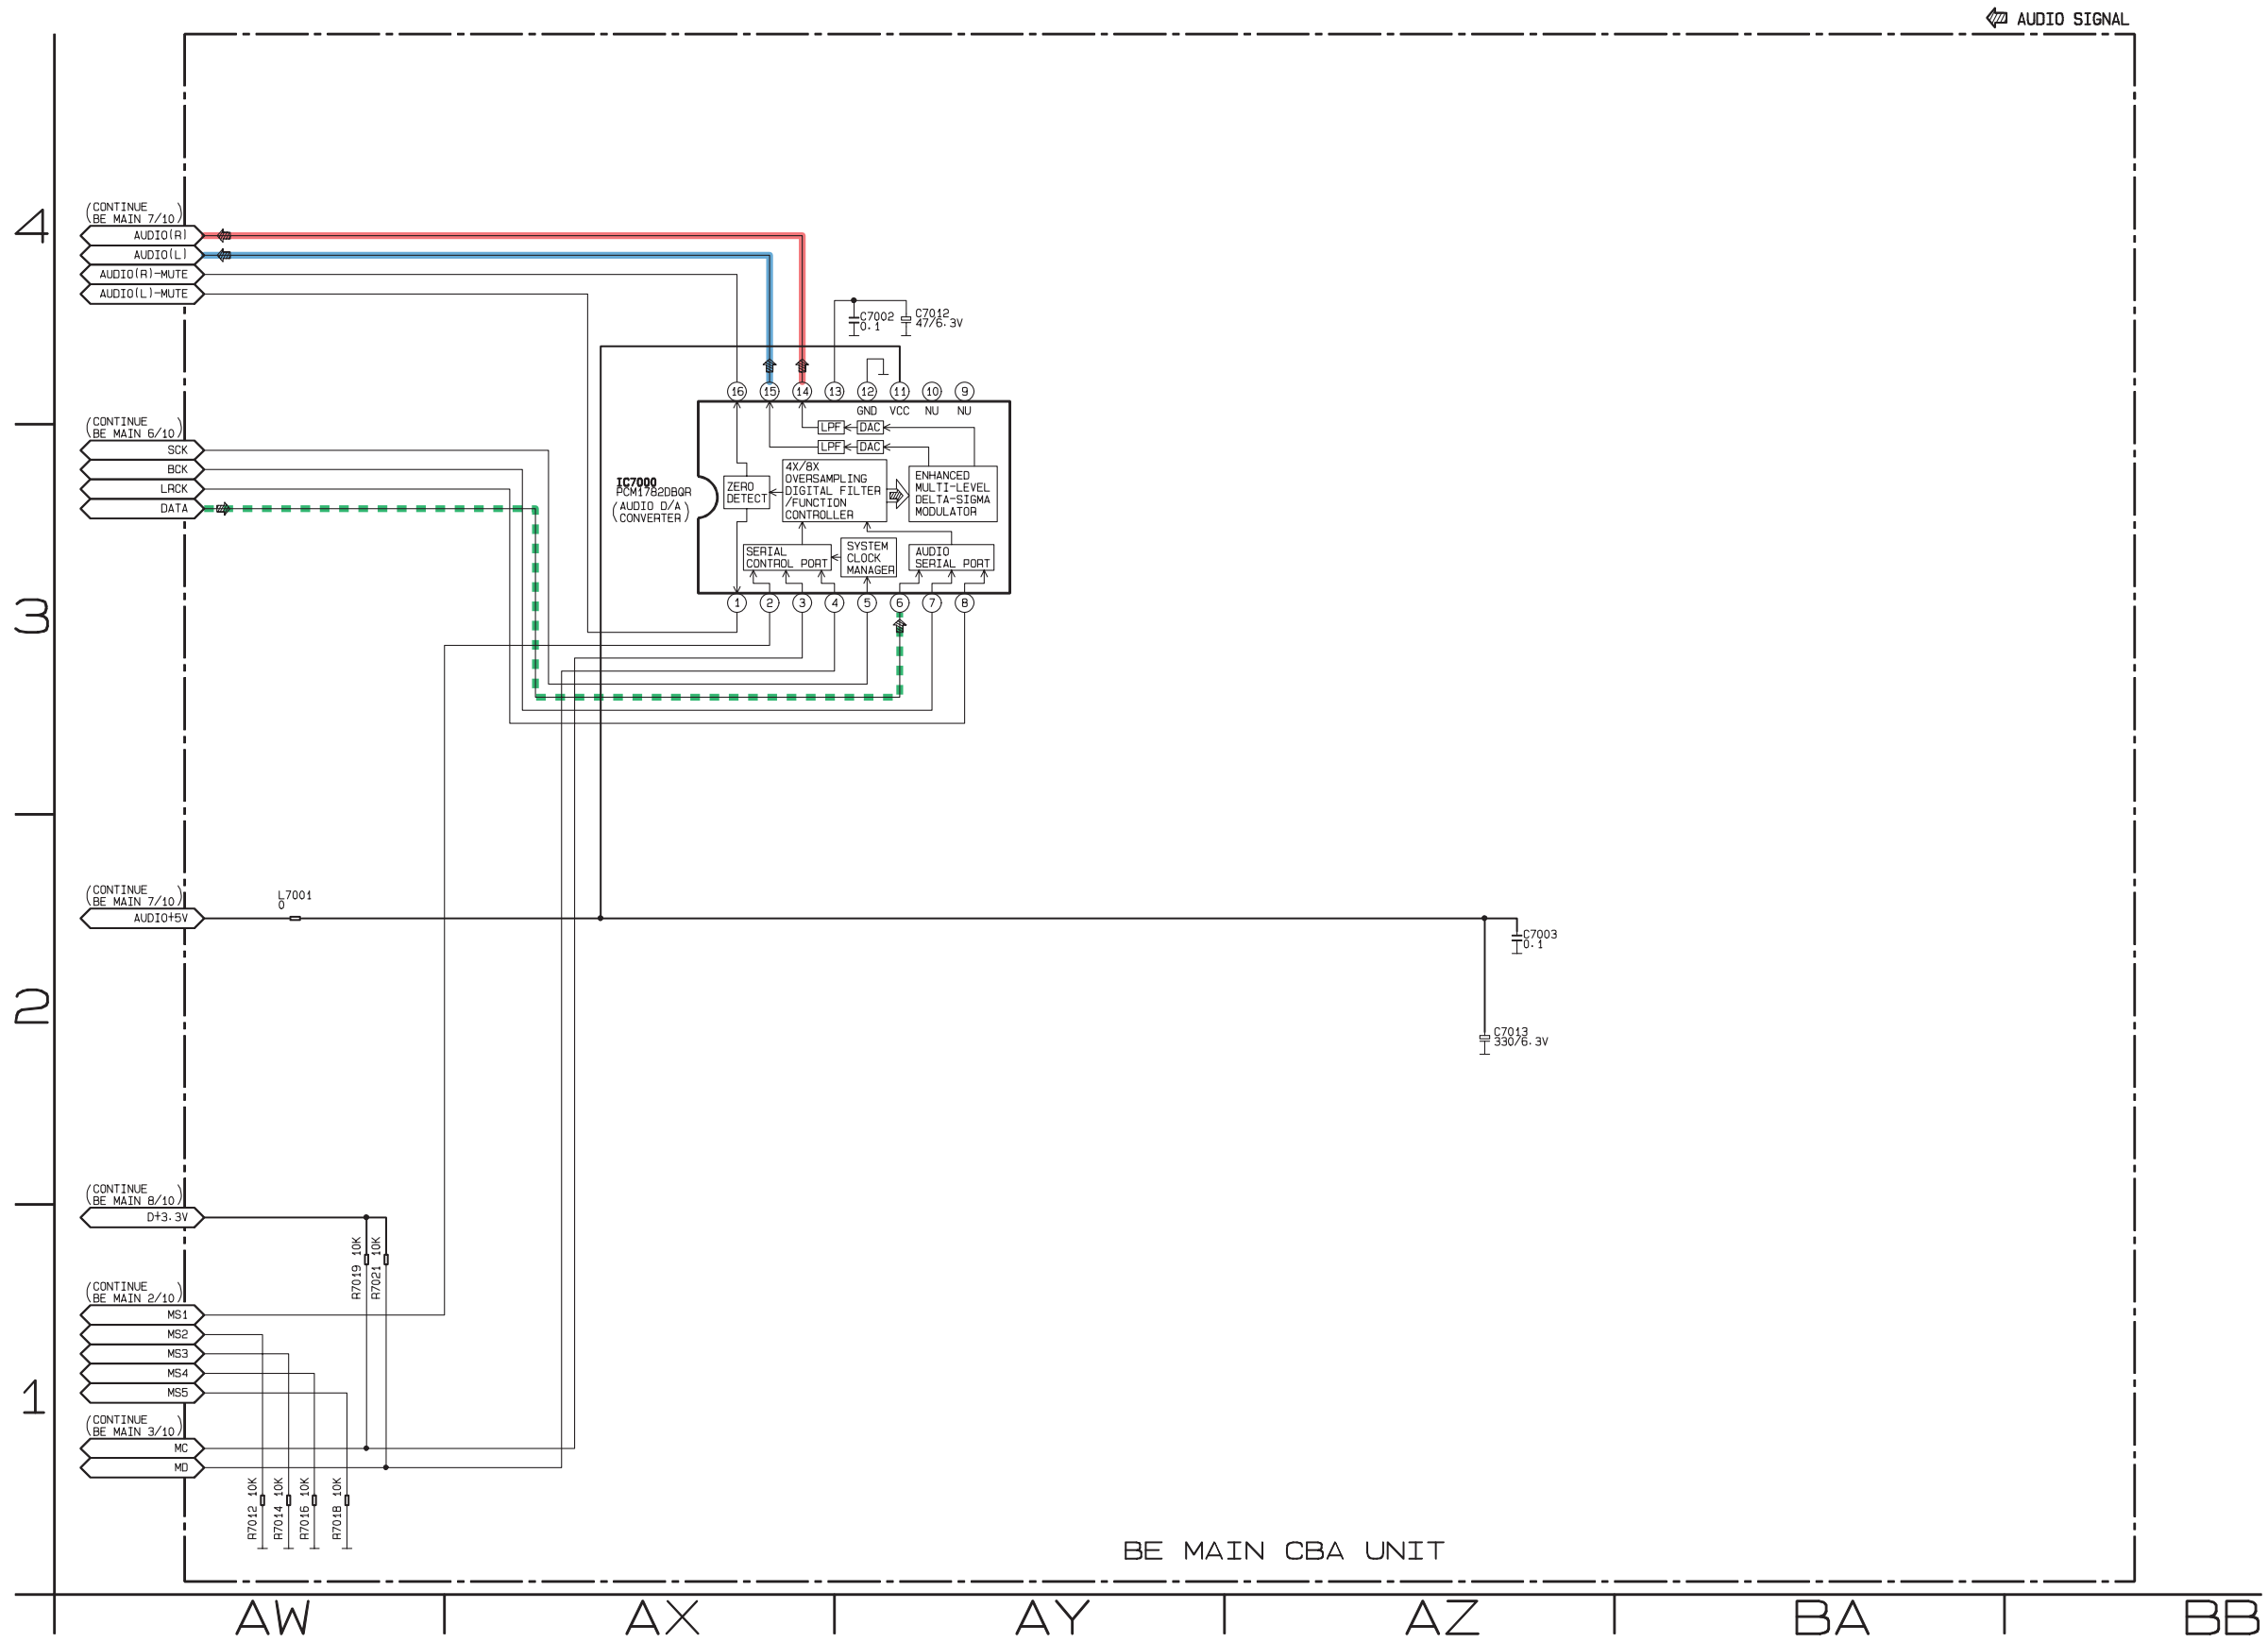 AUDIO SIGNAL
4
(CONTINUE
BE MAIN 7/10)
AUDIO(R)
AUDIO(L)
AUDIO(R)-MUTE
AUDIO(L)-MUTE
C7002
0.1
C7012
47/6.3V
16
15
14
13
12
11
10
9
GND
VCC
NU
NU
LPF
DAC
LPF
DAC
(CONTINUE
BE MAIN 6/10)
SCK
BCK
LRCK
DATA
IC7000
PCM1782DBQR
(AUDIO D/A
CONVERTER)
ZERO
DETECT
4X/8X
OVERSAMPLING
DIGITAL FILTER
/FUNCTION
CONTROLLER
ENHANCED
MULTI-LEVEL
DELTA-SIGMA
MODULATOR
SERIAL
CONTROL PORT
SYSTEM
CLOCK
MANAGER
AUDIO
SERIAL PORT
1
2
3
4
5
6
7
8
3
(CONTINUE
BE MAIN 7/10)
AUDIO+5V
L7001
0
C7003
0.1
2
C7013
330/6.3V
(CONTINUE
BE MAIN 8/10)
D+3.3V
R7019 10K
R7021 10K
(CONTINUE
BE MAIN 2/10)
MS1
MS2
MS3
MS4
MS5
1
(CONTINUE
BE MAIN 3/10)
MC
MD
R7012 10K
R7014 10K
R7016 10K
R7018 10K
BE MAIN CBA UNIT
AW
AX
AY
AZ
BA
BB